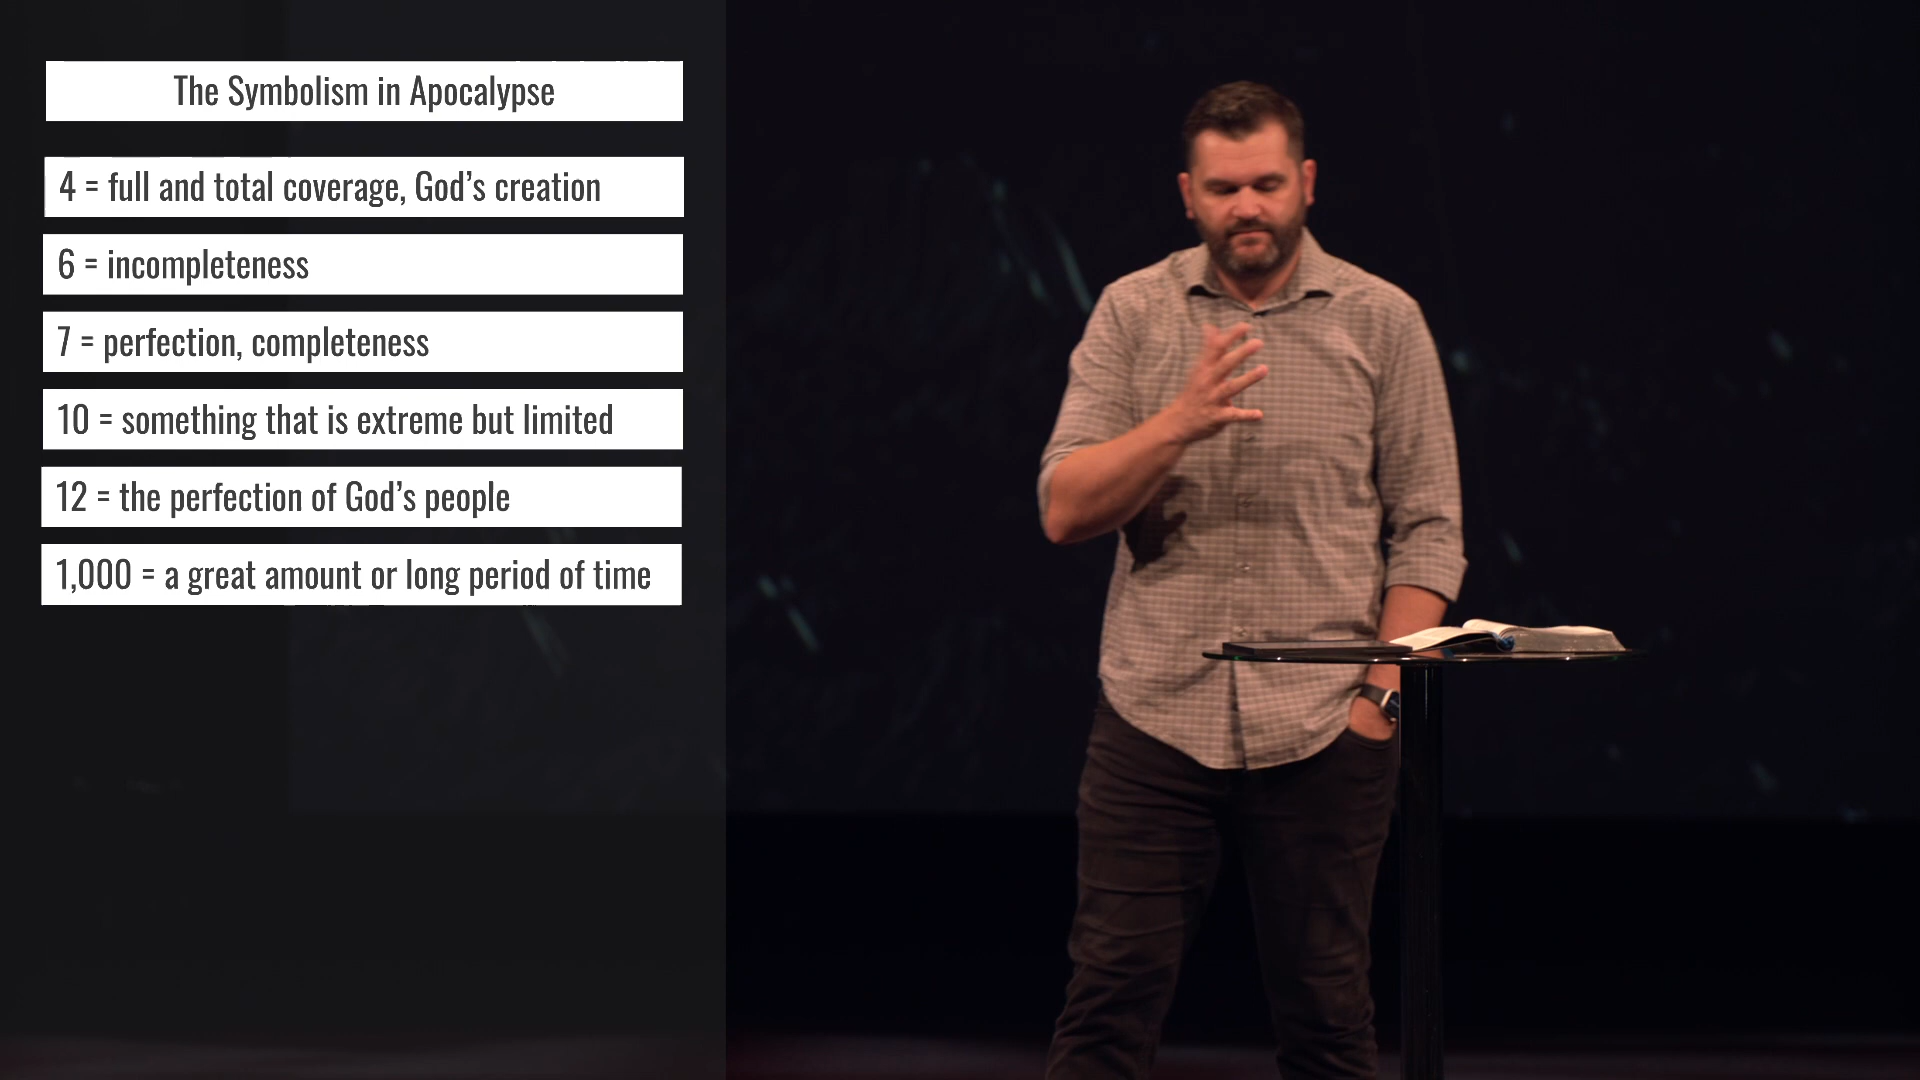 The Symbolism in Apocalypse
4 = full and total coverage, God’s creation
6 = incompleteness
7 = perfection, completeness
10 = something that is extreme but limited
12 = the perfection of God’s people
1,000 = a great amount or long period of time